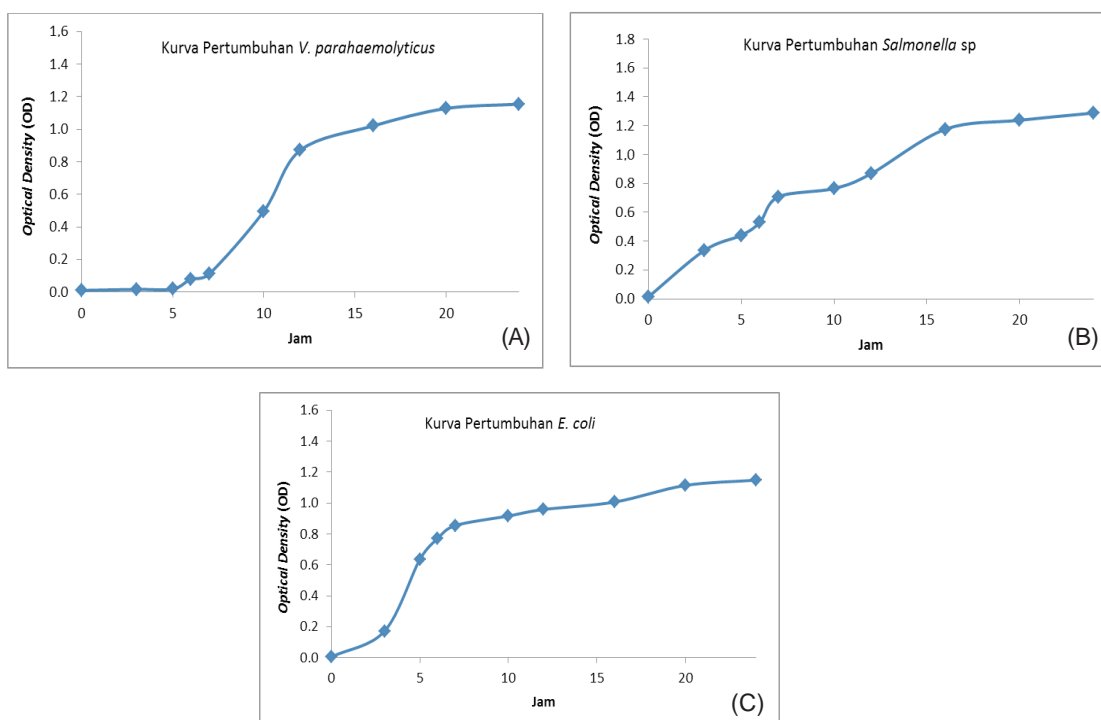 Kurva Pertumbuhan V. parahaemolyticus
Optical Density (OD)
1.6
1.4
1.2
1.0
0.8
0.6
0.4
0.2
0.0
0 5 10 15 20
Jam
(A)
Kurva Pertumbuhan Salmonella sp
Optical Density (OD)
1.8
1.6
1.4
1.2
1.0
0.8
0.6
0.4
0.2
0.0
0 5 10 15 20
Jam
(B)
Kurva Pertumbuhan E. coli
Optical Density (OD)
1.6
1.4
1.2
1.0
0.8
0.6
0.4
0.2
0.0
0 5 10 15 20
Jam
(C)